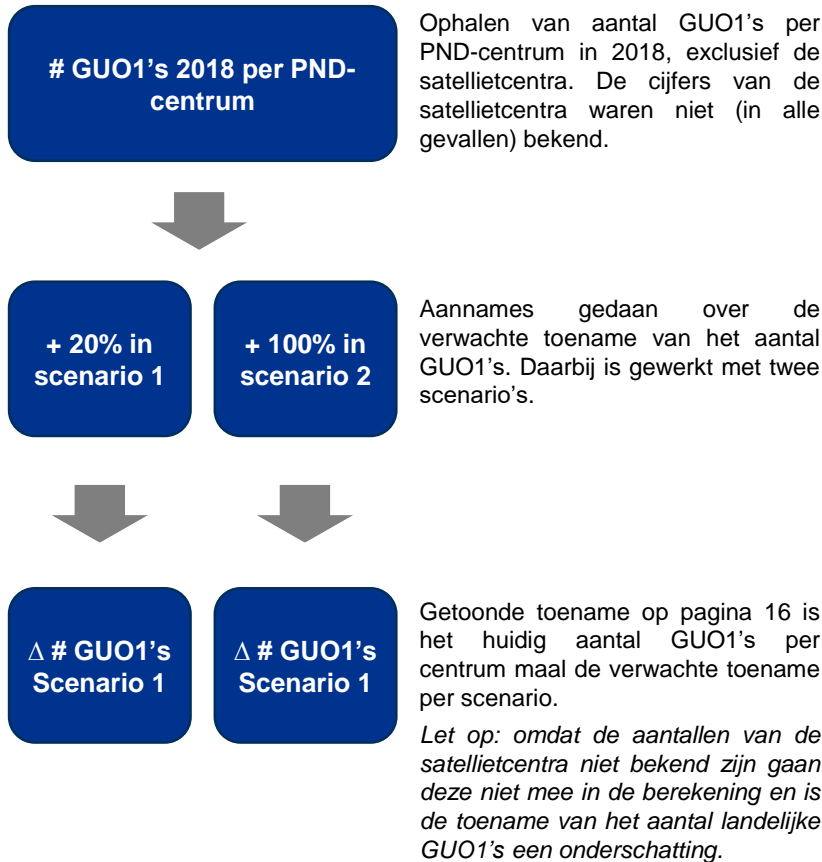 # GUO1's 2018 per PND-
centrum
Ophalen van aantal GUO1's per
PND-centrum in 2018, exclusief de
satellietcentra. De cijfers van de
satellietcentra waren niet (in alle
gevallen) bekend.
+ 20% in
scenario 1
+ 100% in
scenario 2
Aannames gedaan over de
verwachte toename van het aantal
GUO1's. Daarbij is gewerkt met twee
scenario's.
Δ # GUO1's
Scenario 1
Δ # GUO1's
Scenario 1
Getoonde toename op pagina 16 is
het huidig aantal GUO1's per
centrum maal de verwachte toename
per scenario.
Let op: omdat de aantallen van de
satellietcentra niet bekend zijn gaan
deze niet mee in de berekening en is
de toename van het aantal landelijke
GUO1's een onderschatting.